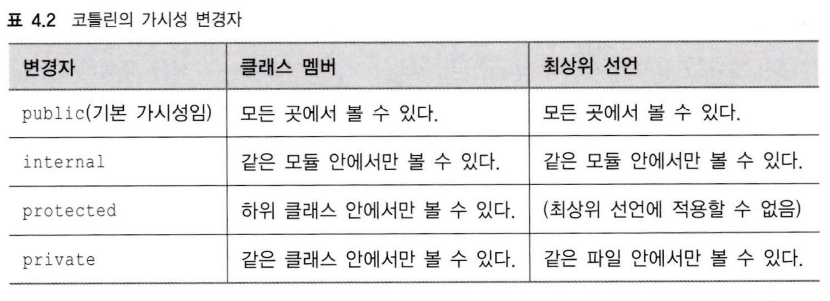 표 4.2 코틀린의 가시성 변경자
변경자 클래스 멤버 최상위 선언
public(기본 가시성임) 모든 곳에서 볼 수 있다. 모든 곳에서 볼 수 있다.
internal 같은 모듈 안에서만 볼 수 있다. 같은 모듈 안에서만 볼 수 있다.
protected 하위 클래스 안에서만 볼 수 있다. (최상위 선언에 적용할 수 없음)
private 같은 클래스 안에서만 볼 수 있다. 같은 파일 안에서만 볼 수 있다.